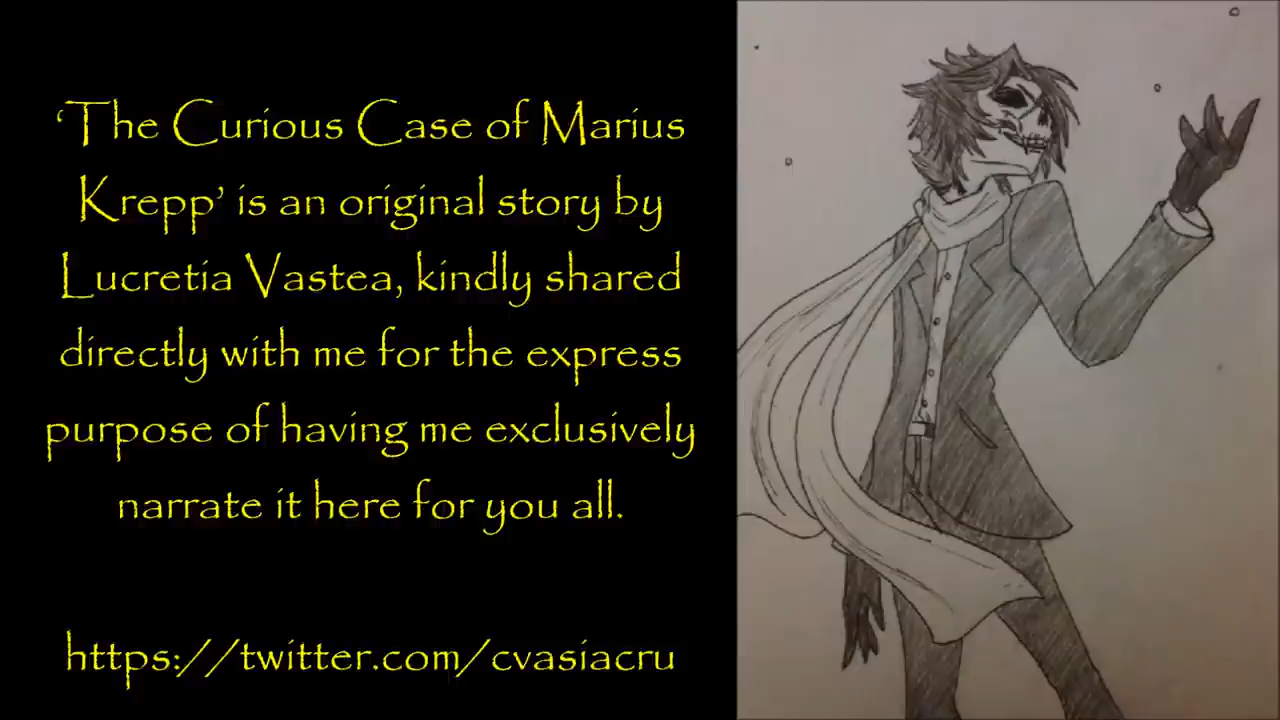 ‘The Curious Case of Marius
Krepp’ is an original story by
Lucretia Vastea, kindly shared
directly with me for the express
purpose of having me exclusively
narrate it here for you all.
https://twitter.com/cvasiacru